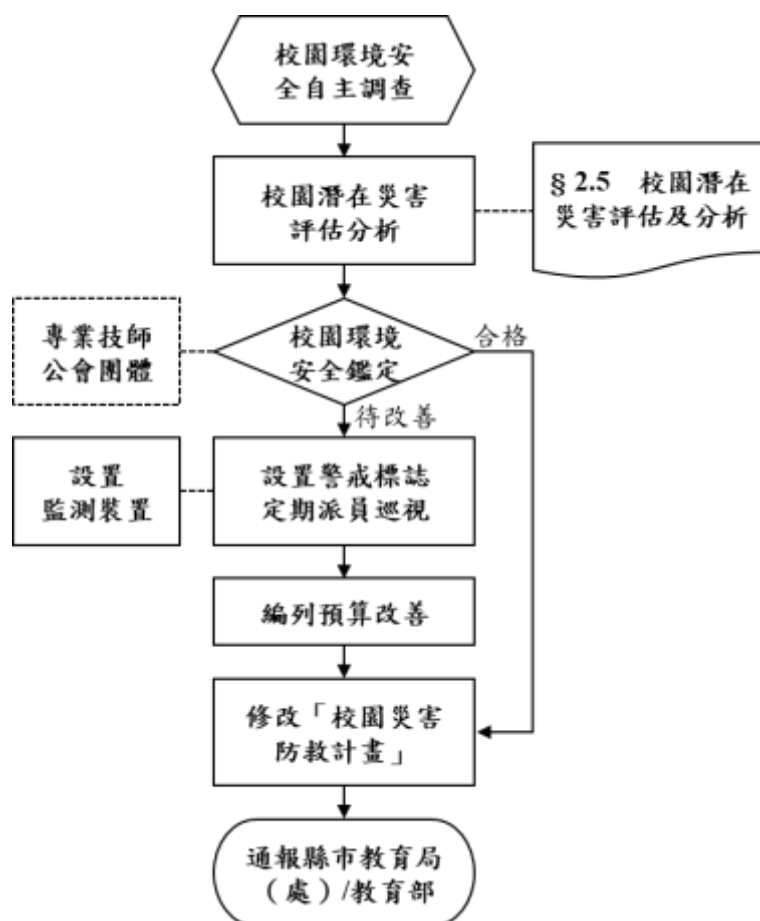 校園環境安
全自主調查
校園潛在災害
評估分析
§ 2.5 校園潛在
災害評估及分析
專業技師
公會團體
校園環境
安全鑑定
合格
待改善
設置
監測裝置
設置警戒標誌
定期派員巡視
編列預算改善
修改「校園災害
防救計畫」
通報縣市教育局
（處）/教育部